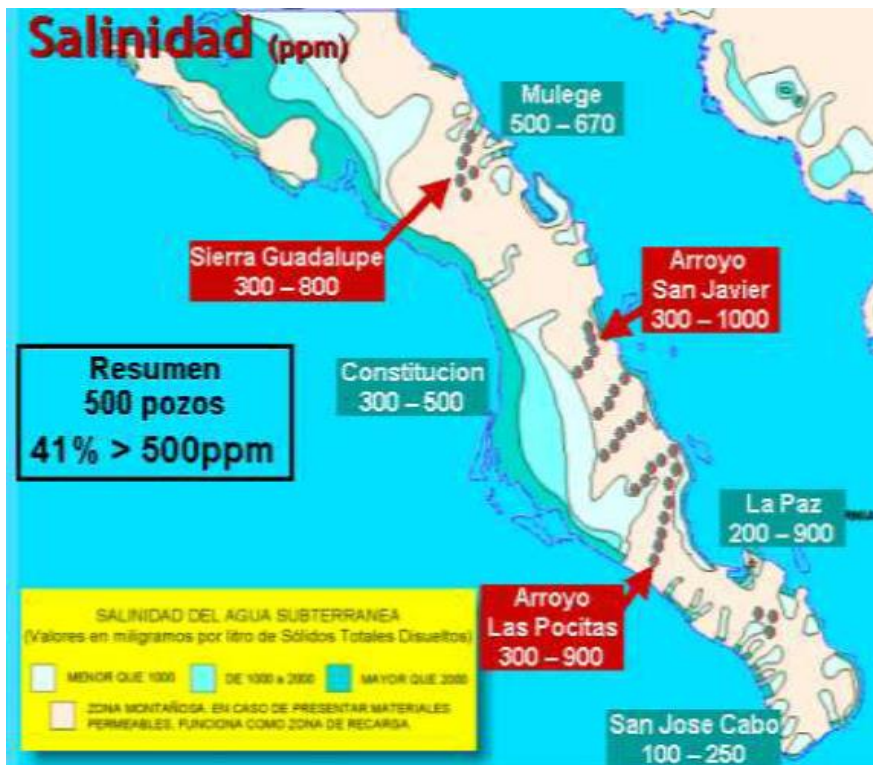 Salinidad (ppm)
Mulege
500 – 670
Sierra Guadalupe
300 – 800
Arroyo
San Javier
300 – 1000
Resumen
500 pozos
41% > 500ppm
Constitucion
300 – 500
La Paz
200 – 900
Arroyo
Las Pocitas
300 – 900
San Jose Cabo
100 – 250
SALINIDAD DEL AGUA SUBTERRANEA
(Valores en miligramos por litro de Sólidos Totales Disueltos)
MENOR QUE 1000
DE 1000 a 2000
MAYOR QUE 2000
ZONA MONTAÑOSA. EN CASO DE PRESENTAR MATERIALES
PERMEABLES, FUNCIONA COMO ZONA DE RECARGA